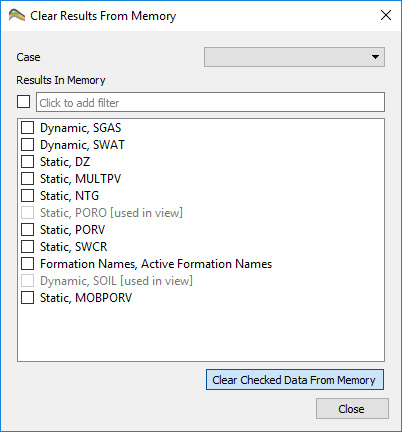 Clear Results From Memory
Case
Results In Memory
Click to add filter
Dynamic, SGAS
Dynamic, SWAT
Static, DZ
Static, MULTPV
Static, NTG
Static, PORO [used in view]
Static, PORV
Static, SWCR
Formation Names, Active Formation Names
Dynamic, SOIL [used in view]
Static, MOBPORV
Clear Checked Data From Memory
Close